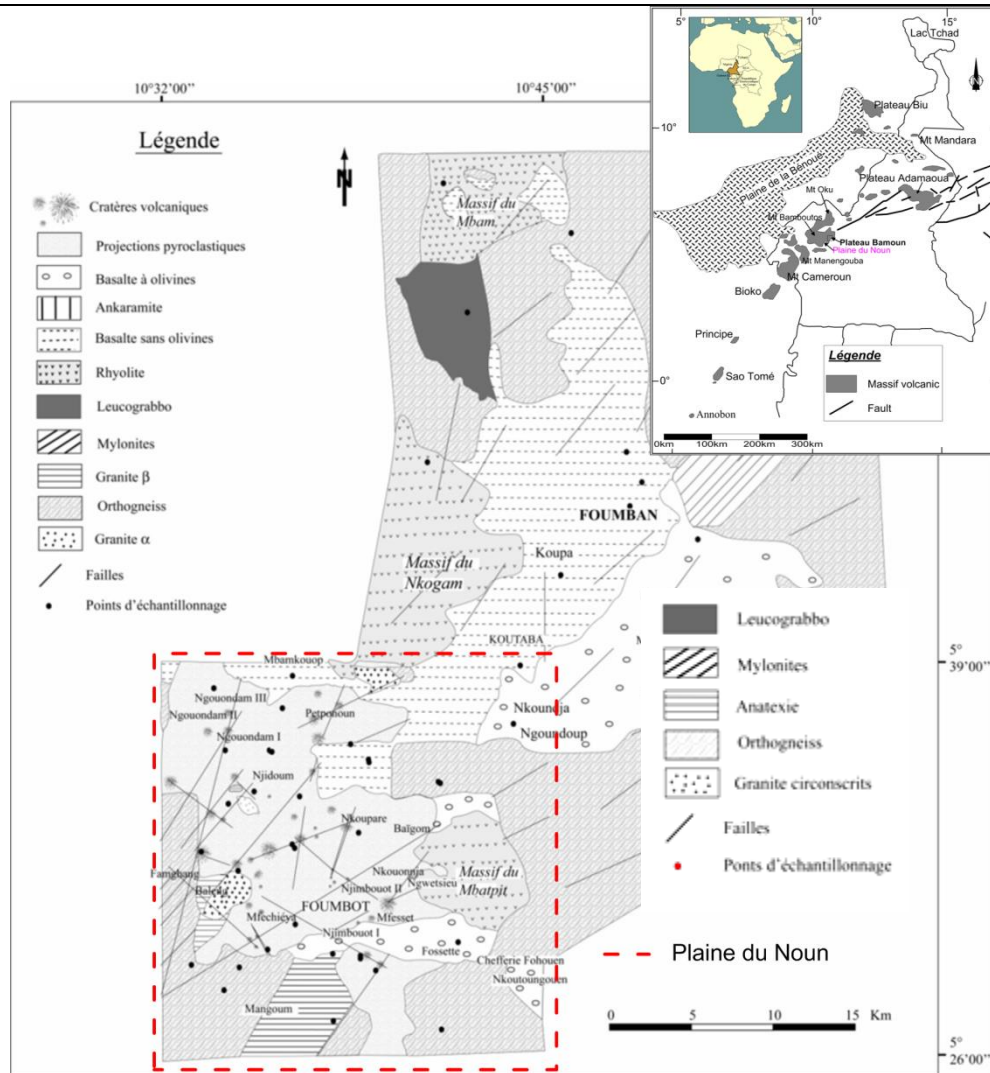 10°32'00''
10°45'00''
Légende
N
Cratères volcaniques
Projections pyroclastiques
Basalte à olivines
Ankaramite
Basalte sans olivines
Rhyolite
Leucograbbo
Mylonites
Granite β
Orthogneiss
Granite α
Failles
Points d'échantillonnage
5°
10°
15°
Lac Tchad
Plateau Biu
10°
Mt Mandara
Plaine de la Bénoué
Plateau Adamaoua
Mt Oku
Mt Bamboutos
Plateau Bamoun
Plaine du Noun
Mt Manengouba
Mt Cameroun
Bioko
Principe
Légende
Massif volcanic
Fault
Sao Tomé
0°
Annobon
0km 100km 200km 300km
Massif du
Mbam
FOUMBAN
Koupa
Massif du
Nkogam
KOUTABA
M
Mbamkouop
Nkoundja
Ngoundoup
Ngouondam III
Ngouondam II
Petponoun
Ngouondam I
Njidoum
Nkoupare
Baïgom
Massif du
Mbatpit
Nkouonnja
Ngwetsieu
Njimbouot II
Famghang
Baleda
FOUMBOT
Mfechieya
Mfesset
Njimbouot I
Fossette
Chefferie Fohouen
Nkoutoungouen
Mangoum
Leucograbbo
Mylonites
Anatexie
Orthogneiss
Granite circonscrits
Failles
Ponts d'échantillonnage
Plaine du Noun
0 5 10 15 Km
5°
39'00''
5°
26'00''